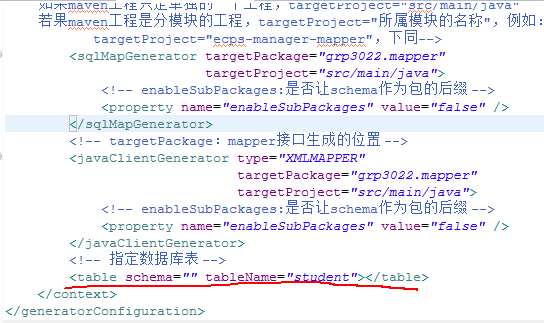 如果maven工程只是单独的一个工程，targetProject="src/main/java"
若果maven工程是分模块的工程，targetProject="所属模块的名称"，例如：
targetProject="ecps-manager-mapper"，下同-->
<sqlMapGenerator targetPackage="grp3022.mapper"
targetProject="src/main/java">
<!-- enableSubPackages:是否让schema作为包的后缀 -->
<property name="enableSubPackages" value="false" />
</sqlMapGenerator>
<!-- targetPackage：mapper接口生成的位置 -->
<javaClientGenerator type="XMLMAPPER"
targetPackage="grp3022.mapper"
targetProject="src/main/java">
<!-- enableSubPackages:是否让schema作为包的后缀 -->
<property name="enableSubPackages" value="false" />
</javaClientGenerator>
<!-- 指定数据库表 -->
<table schema="" tableName="student"></table>
</context>
</generatorConfiguration>